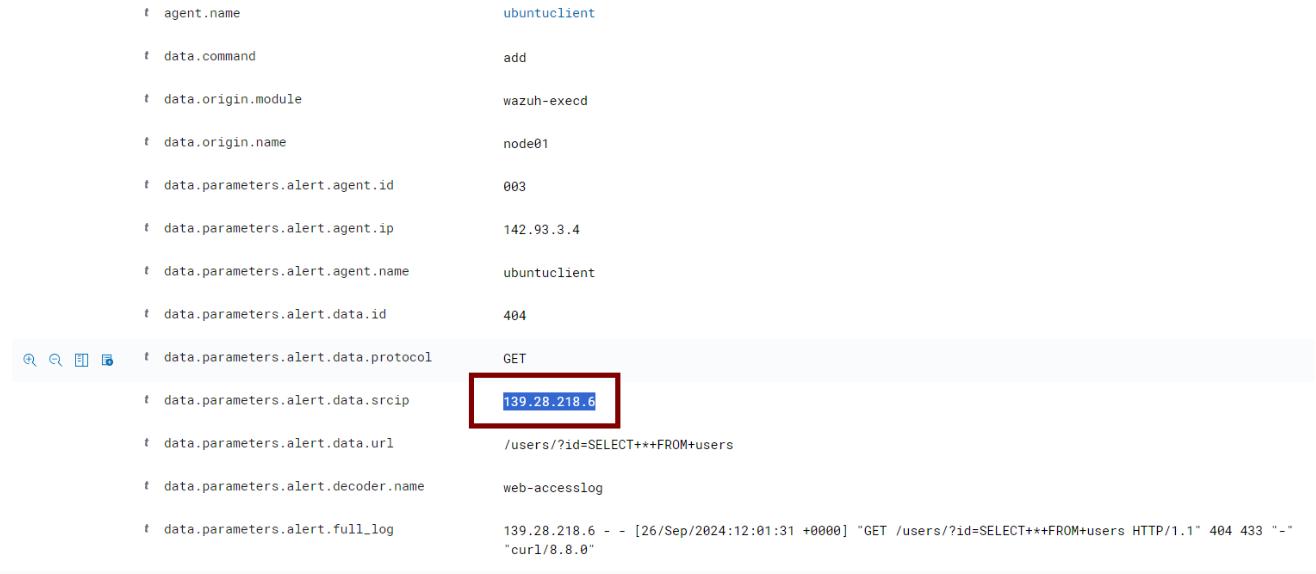 t agent.name ubuntuclient
t data.command add
t data.origin.module wazuh-execd
t data.origin.name node01
t data.parameters.alert.agent.id 003
t data.parameters.alert.agent.ip 142.93.3.4
t data.parameters.alert.agent.name ubuntuclient
t data.parameters.alert.data.id 404
t data.parameters.alert.data.protocol GET
t data.parameters.alert.data.srcip 139.28.218.6
t data.parameters.alert.data.url /users/?id=SELECT+*+FROM+users
t data.parameters.alert.decoder.name web-accesslog
t data.parameters.alert.full_log 139.28.218.6 - - [26/Sep/2024:12:01:31 +0000] "GET /users/?id=SELECT+*+FROM+users HTTP/1.1" 404 433 "-"
"curl/8.8.0"